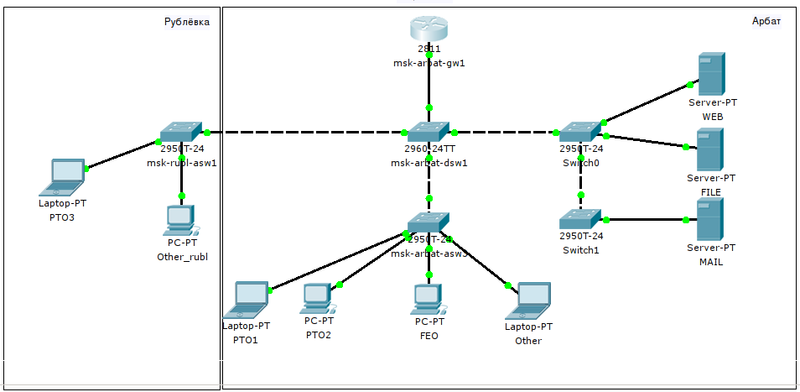 Рублёвка
Арбат
2811
msk-arbat-gw1
Server-PT
WEB
2950T-24
msk-rubl-asw1
2960-24TT
msk-arbat-dsw1
2950T-24
Switch0
Server-PT
FILE
Laptop-PT
PTO3
PC-PT
Other_rubl
2950T-24
msk-arbat-asw3
2950T-24
Switch1
Server-PT
MAIL
Laptop-PT
PTO1
PC-PT
PTO2
PC-PT
FEO
Laptop-PT
Other